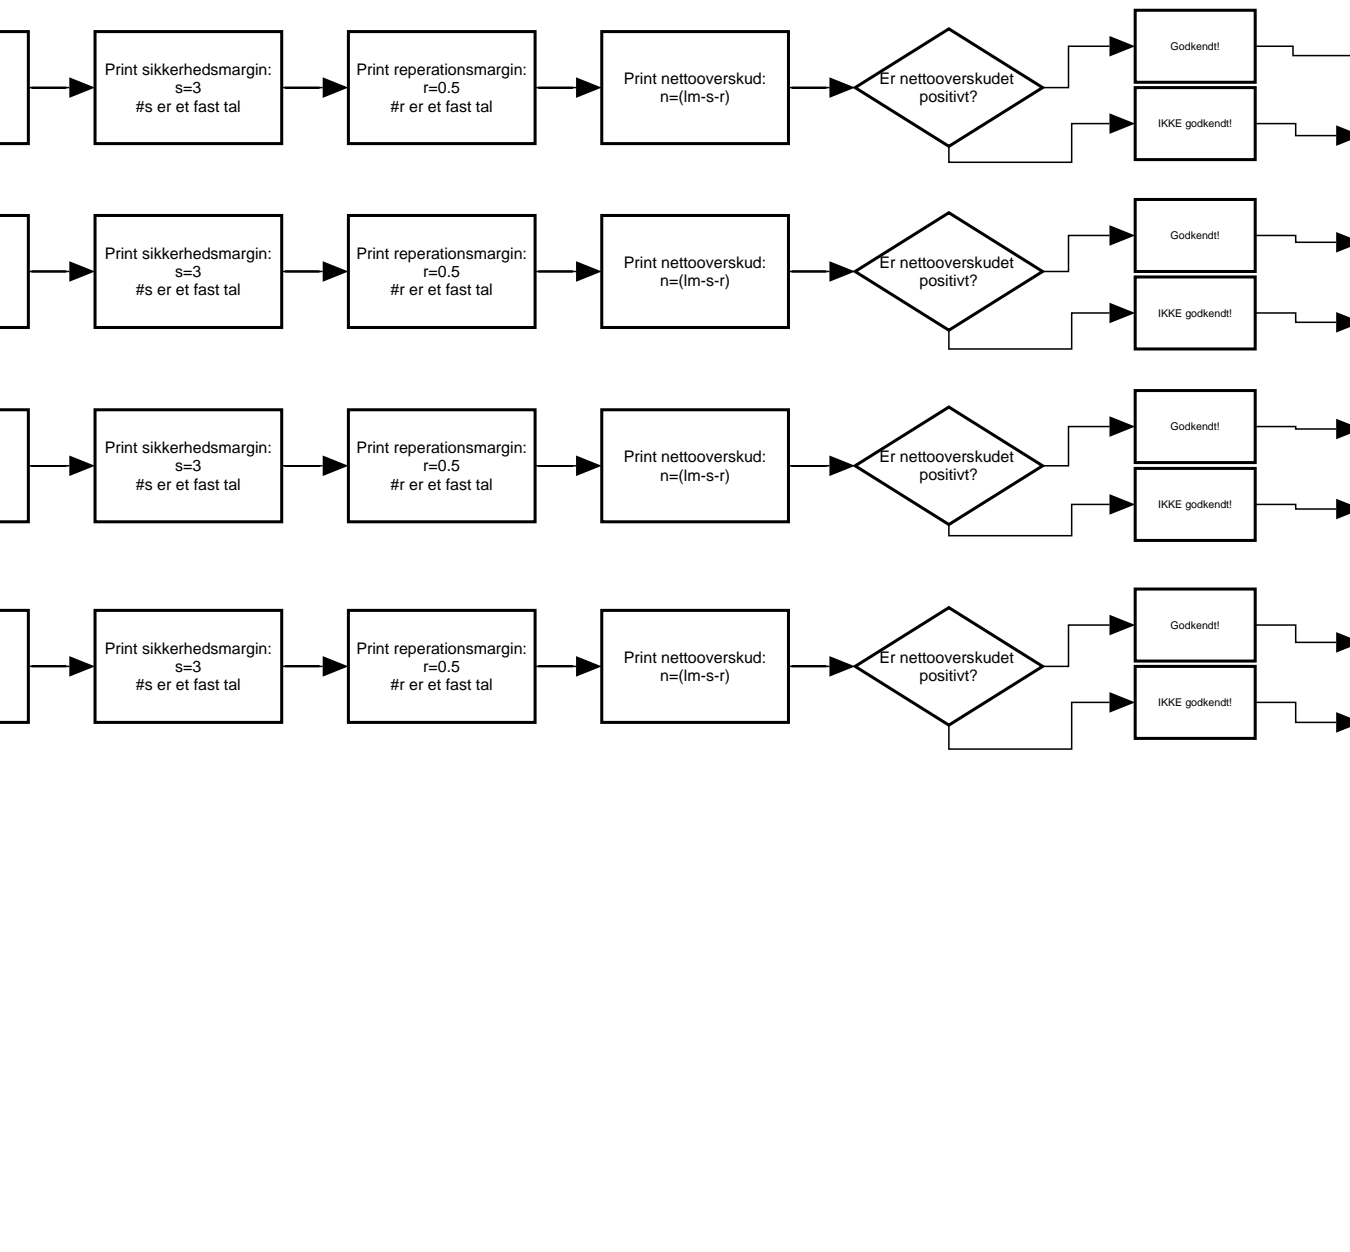 Print sikkerhedsmargin:
s=3
#s er et fast tal
Print reperationsmargin:
r=0.5
#r er et fast tal
Print nettooverskud:
n=(lm-s-r)
Er nettooverskudet
positivt?
Godkendt!
IKKE godkendt!
Print sikkerhedsmargin:
s=3
#s er et fast tal
Print reperationsmargin:
r=0.5
#r er et fast tal
Print nettooverskud:
n=(lm-s-r)
Er nettooverskudet
positivt?
Godkendt!
IKKE godkendt!
Print sikkerhedsmargin:
s=3
#s er et fast tal
Print reperationsmargin:
r=0.5
#r er et fast tal
Print nettooverskud:
n=(lm-s-r)
Er nettooverskudet
positivt?
Godkendt!
IKKE godkendt!
Print sikkerhedsmargin:
s=3
#s er et fast tal
Print reperationsmargin:
r=0.5
#r er et fast tal
Print nettooverskud:
n=(lm-s-r)
Er nettooverskudet
positivt?
Godkendt!
IKKE godkendt!